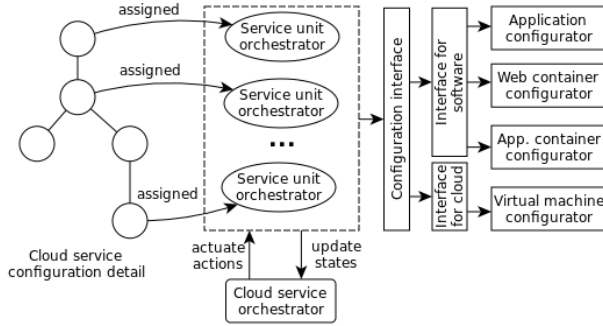 assigned
Service unit
orchestrator
assigned
Service unit
orchestrator
...
assigned
Service unit
orchestrator
Cloud service
configuration detail
actuate
actions
update
states
Cloud service
orchestrator
Configuration interface
Interface for
software
Interface
for cloud
Application
configurator
Web container
configurator
App. container
configurator
Virtual machine
configurator